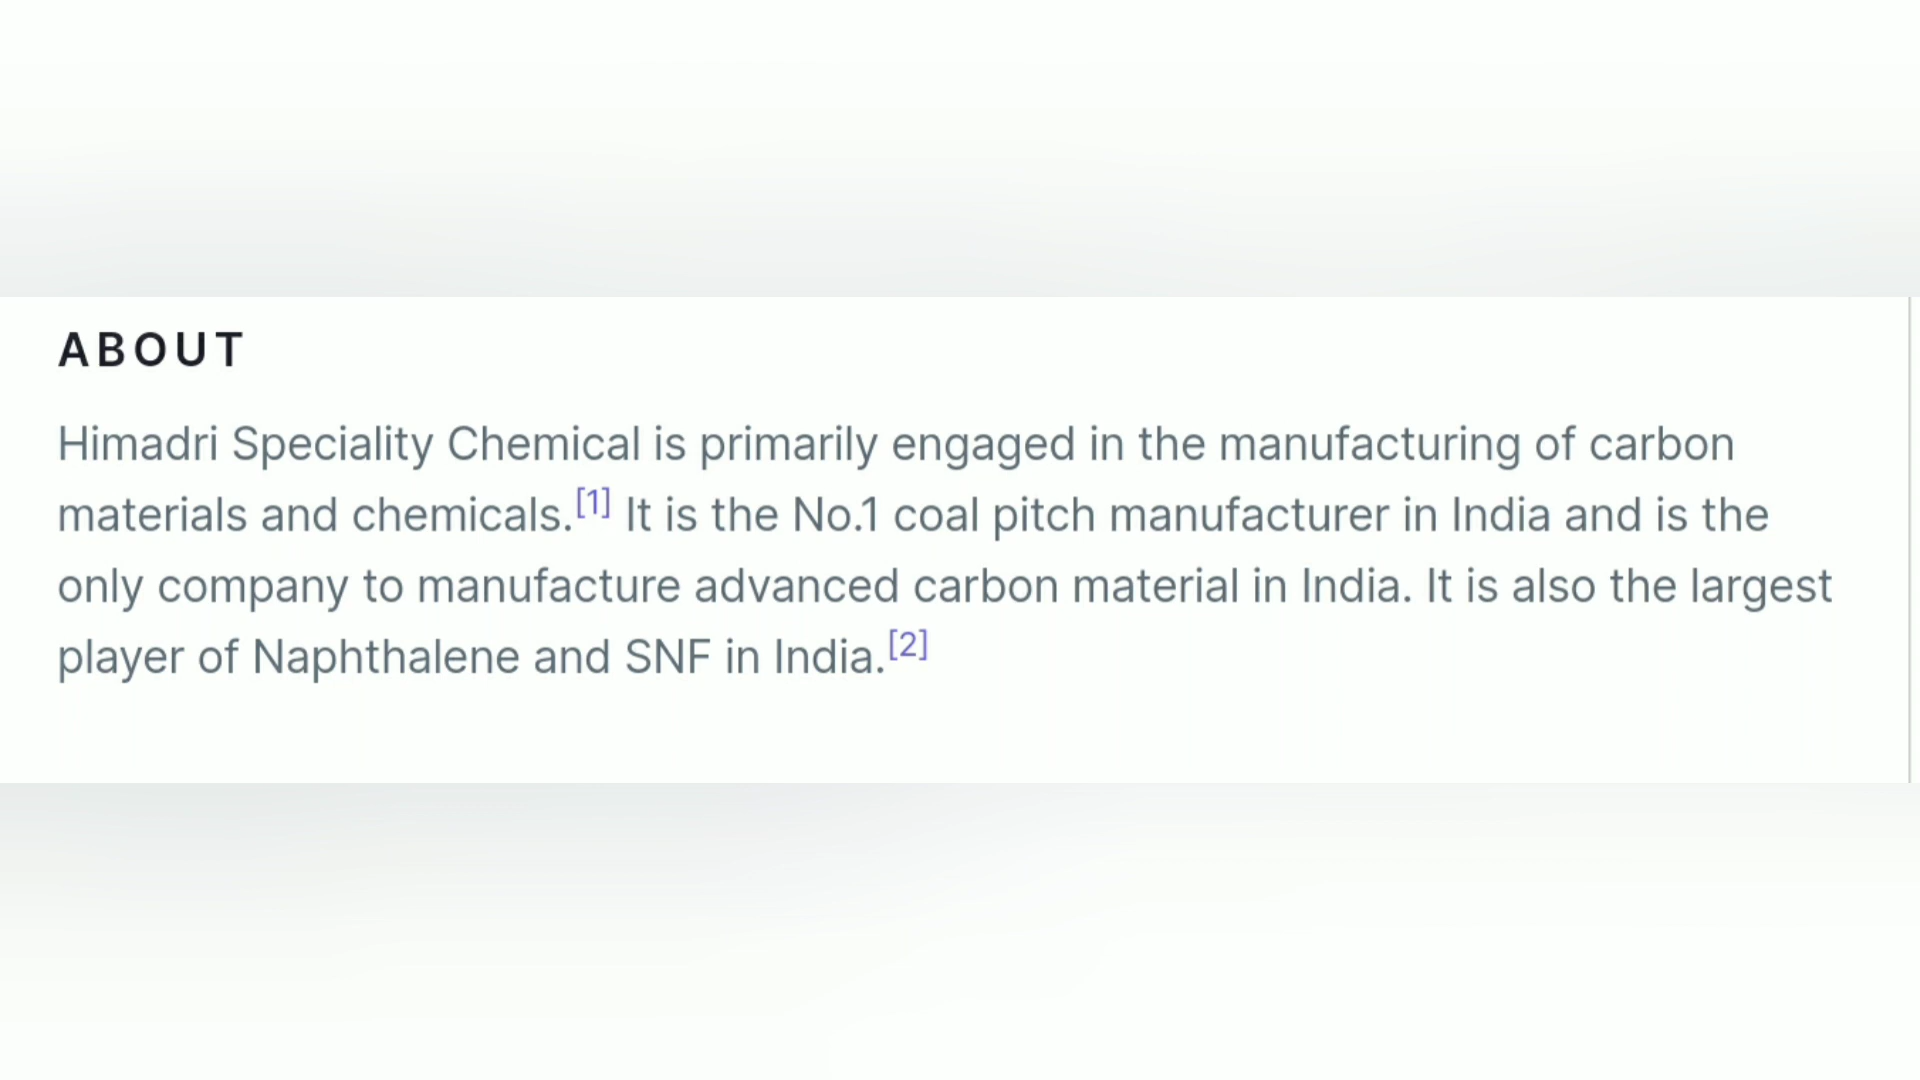 ABOUT
Himadri Speciality Chemical is primarily engaged in the manufacturing of carbon
materials and chemicals.[1] It is the No.1 coal pitch manufacturer in India and is the
only company to manufacture advanced carbon material in India. It is also the largest
player of Naphthalene and SNF in India.[2]